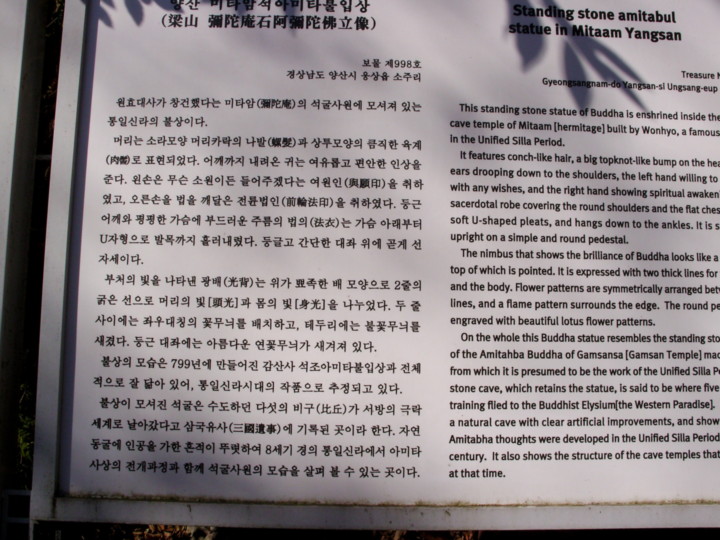 양산 미타암석아미타불입상
(梁山 彌陀庵石阿彌陀佛立像)
보물 제998호
경상남도 양산시 웅상읍 소주리
원효대사가 창건했다는 미타암(彌陀庵)의 석굴사원에 모셔져 있는
통일신라의 불상이다.
머리는 소라모양 머리카락의 나발(螺髮)과 상투모양의 큼직한 육계
(肉髻)로 표현되었다. 어깨까지 내려온 귀는 여유롭고 편안한 인상을
준다. 왼손은 무슨 소원이든 들어주겠다는 여원인(與願印)을 취하
였고, 오른손을 법을 깨달은 전륜법인(前輪法印)을 취하였다. 둥근
어깨와 평평한 가슴에 부드러운 주름의 법의(法衣)는 가슴 아래부터
U자형으로 발목까지 흘러내렸다. 둥글고 간단한 대좌 위에 곧게 선
자세이다.
부처의 빛을 나타낸 광배(光背)는 위가 뾰족한 배 모양으로 2줄의
굵은 선으로 머리의 빛[頭光]과 몸의 빛[身光]을 나누었다. 두 줄
사이에는 좌우대칭의 꽃무늬를 배치하고, 테두리에는 불꽃무늬를
새겼다. 둥근 대좌에는 아름다운 연꽃무늬가 새겨져 있다.
불상의 모습은 799년에 만들어진 감산사 석조아미타불입상과 전체
적으로 잘 닮아 있어, 통일신라시대의 작품으로 추정되고 있다.
불상이 모셔진 석굴은 수도하던 다섯의 비구(比丘)가 서방의 극락
세계로 날아갔다고 삼국유사(三國遺事)에 기록된 곳이라 한다. 자연
동굴에 인공을 가한 흔적이 뚜렷하여 8세기 경의 통일신라에서 아미타
사상의 전개과정과 함께 석굴사원의 모습을 살펴 볼 수 있는 곳이다.
Standing stone amitabul
statue in Mitaam Yangsan
Treasure
Gyeongsangnam-do Yangsan-si Ungsang-eup
This standing stone statue of Buddha is enshrined inside the
cave temple of Mitaam [hermitage] built by Wonhyo, a famous
in the Unified Silla Period.
It features conch-like hair, a big topknot-like bump on the hea
ears drooping down to the shoulders, the left hand willing to
with any wishes, and the right hand showing spiritual awaken
sacerdotal robe covering the round shoulders and the flat ches
soft U-shaped pleats, and hangs down to the ankles. It is s
upright on a simple and round pedestal.
The nimbus that shows the brilliance of Buddha looks like a
top of which is pointed. It is expressed with two thick lines for
and the body. Flower patterns are symmetrically arranged betw
lines, and a flame pattern surrounds the edge. The round pe
engraved with beautiful lotus flower patterns.
On the whole this Buddha statue resembles the standing sto
of the Amitahba Buddha of Gamsansa [Gamsan Temple] mad
from which it is presumed to be the work of the Unified Silla Pe
stone cave, which retains the statue, is said to be where five
training flied to the Buddhist Elysium[the Western Paradise].
a natural cave with clear artificial improvements, and show
Amitabha thoughts were developed in the Unified Silla Period
century. It also shows the structure of the cave temples that
at that time.